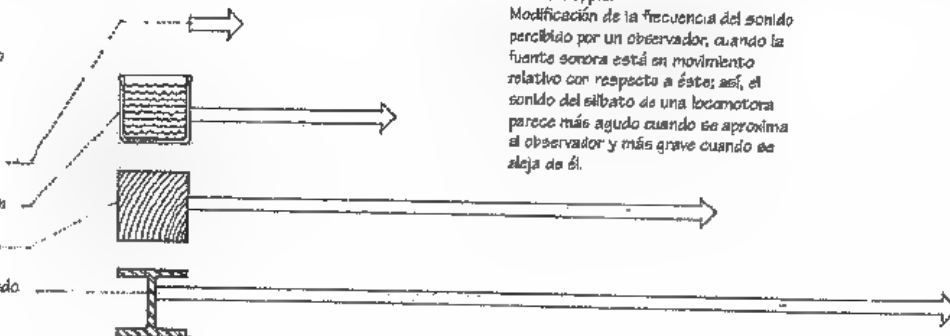 Modificación de la frecuencia del sonido
percibido por un observador, cuando la
fuente sonora está en movimiento
relativo con respecto a éste; así, el
sonido del silbato de una locomotora
parece más agudo cuando se aproxima
al observador y más grave cuando se
aleja de él.